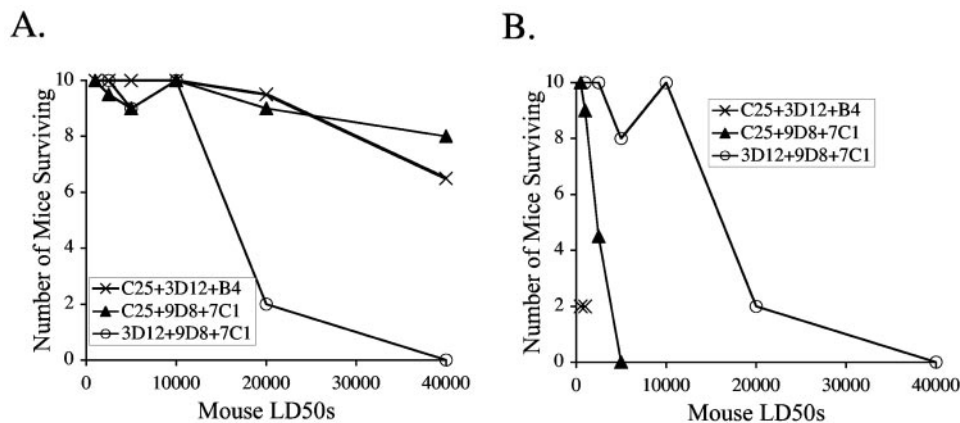 A.
Number of Mice Surviving
10
8
6
4
2
0
C25+3D12+B4
C25+9D8+7C1
3D12+9D8+7C1
0 10000 20000 30000 40000
Mouse LD50s
B.
Number of Mice Surviving
10
8
6
4
2
0
C25+3D12+B4
C25+9D8+7C1
3D12+9D8+7C1
0 10000 20000 30000 40000
Mouse LD50s